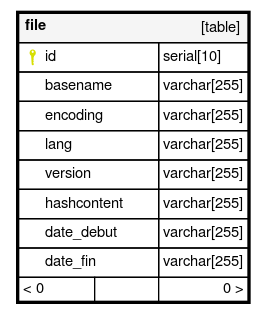 file [table]
id serial[10]
basename varchar[255]
encoding varchar[255]
lang varchar[255]
version varchar[255]
hashcontent varchar[255]
date_debut varchar[255]
date_fin varchar[255]
< 0 0 >